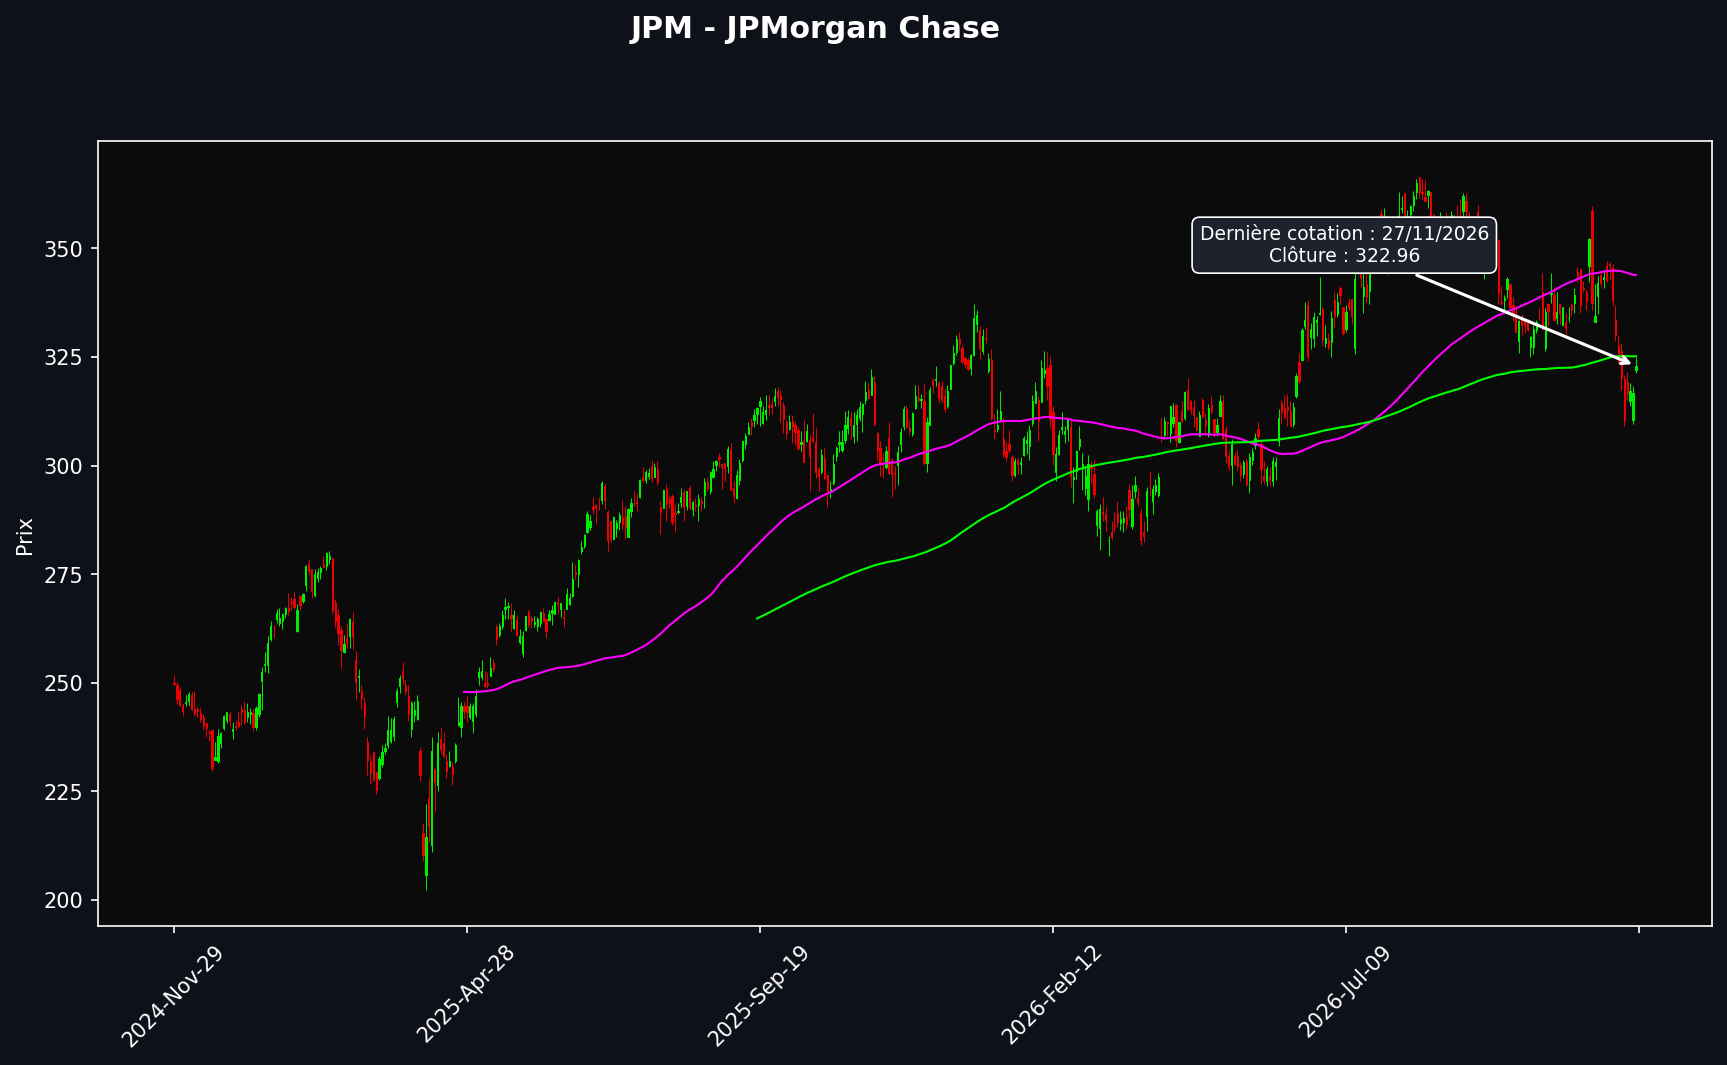 JPM - JPMorgan Chase
Dernière cotation : 27/11/2026
Clôture : 322.96
Prix
350
325
300
275
250
225
200
2024-Nov-29
2025-Apr-28
2025-Sep-19
2026-Feb-12
2026-Jul-09